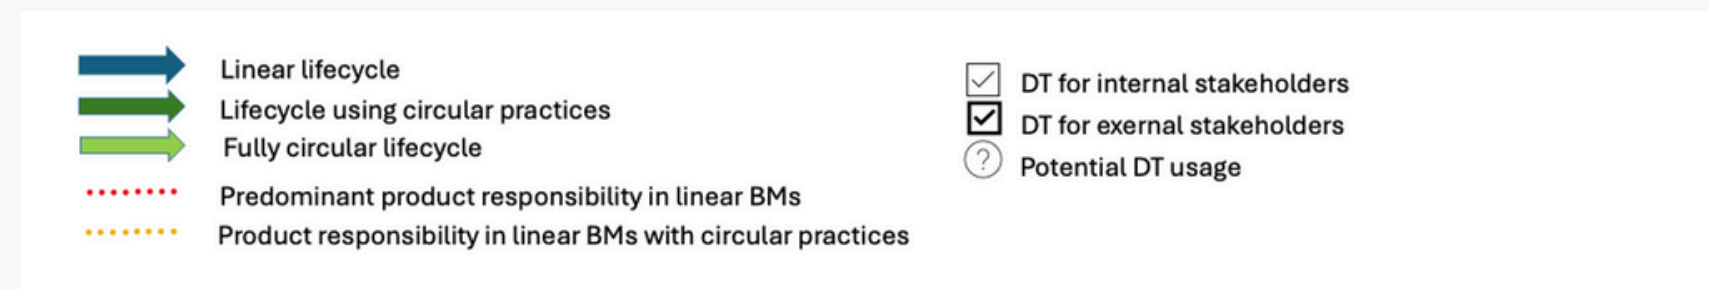 Linear lifecycle
Lifecycle using circular practices
Fully circular lifecycle
Predominant product responsibility in linear BMs
Product responsibility in linear BMs with circular practices
DT for internal stakeholders
DT for exernal stakeholders
? Potential DT usage